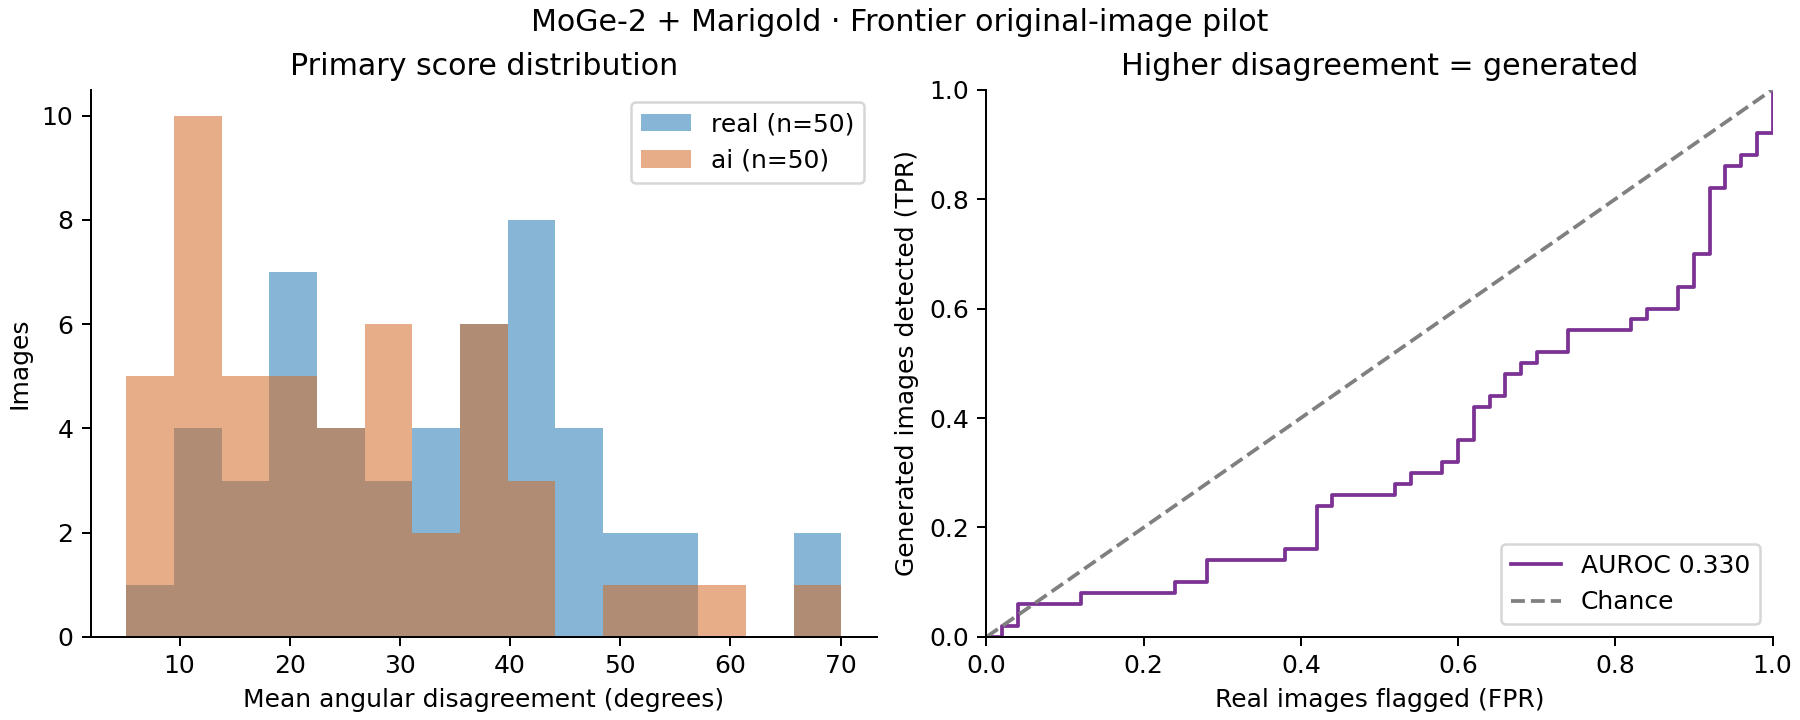 MoGe-2 + Marigold · Frontier original-image pilot
Primary score distribution
10
8
6
4
2
0
Images
real (n=50)
ai (n=50)
10 20 30 40 50 60 70
Mean angular disagreement (degrees)
Higher disagreement = generated
1.0
0.8
0.6
0.4
0.2
0.0
Generated images detected (TPR)
AUROC 0.330
Chance
0.0 0.2 0.4 0.6 0.8 1.0
Real images flagged (FPR)